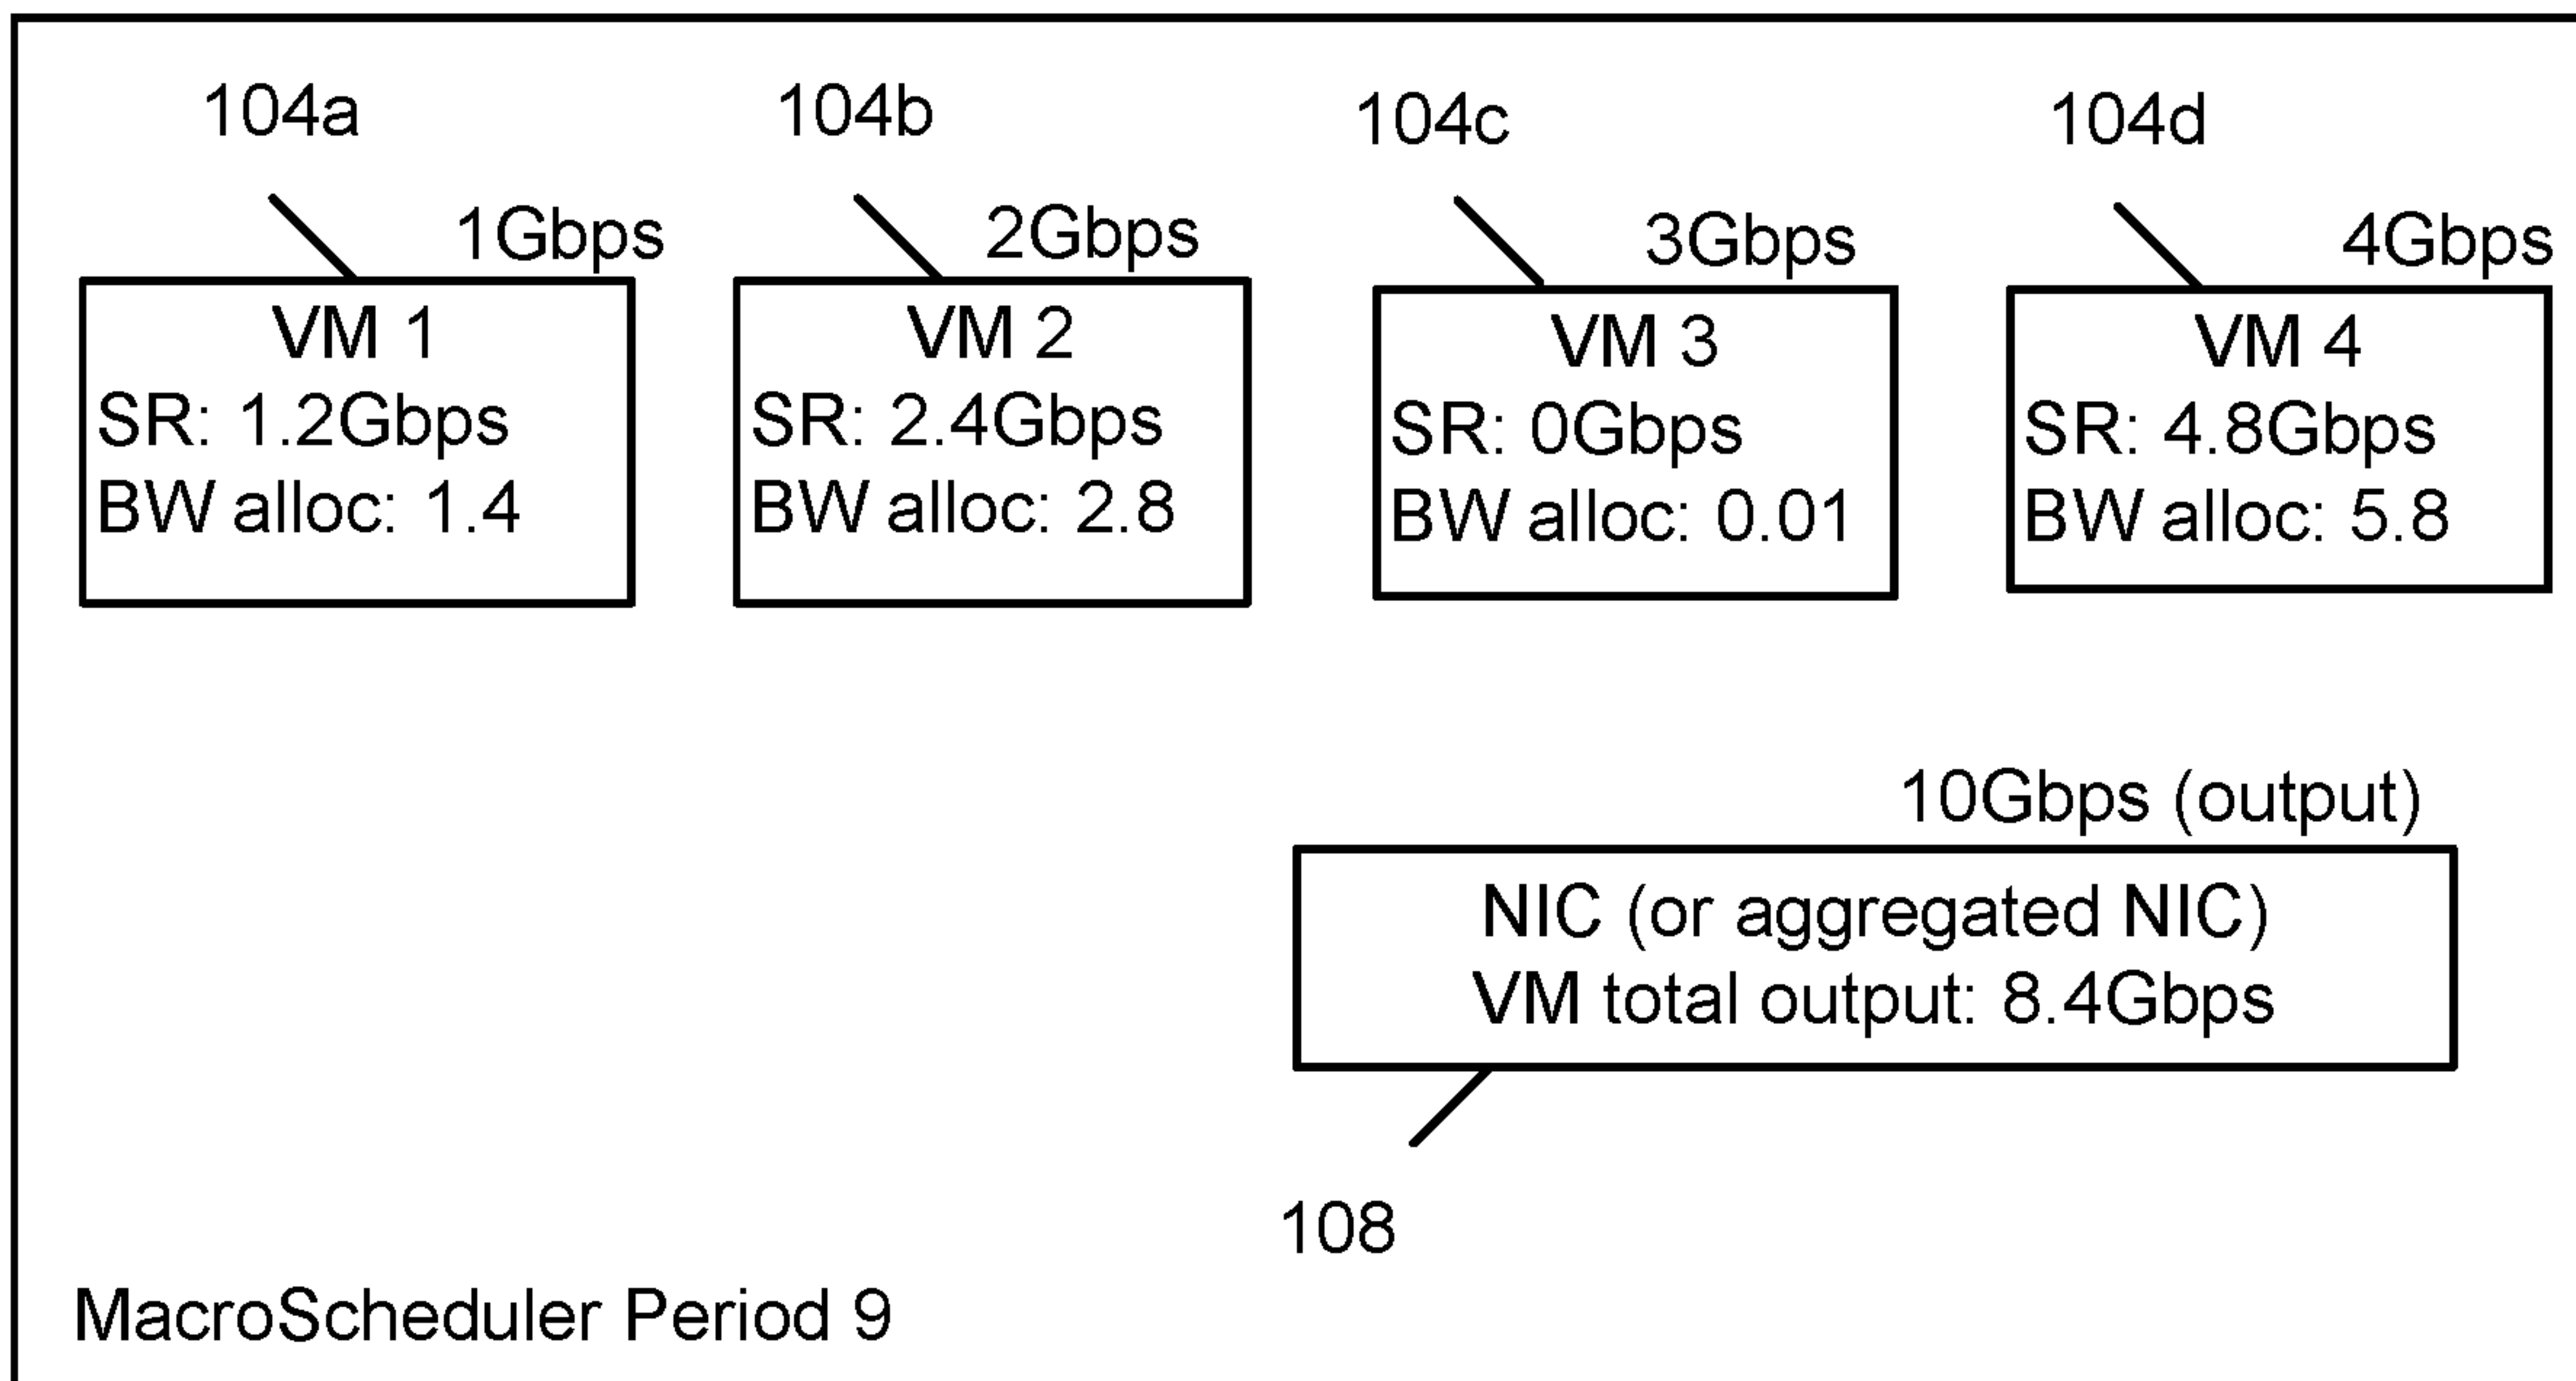 104a
104b
104c
104d
1Gbps
2Gbps
3Gbps
4Gbps
VM 1
SR: 1.2Gbps
BW alloc: 1.4
VM 2
SR: 2.4Gbps
BW alloc: 2.8
VM 3
SR: 0Gbps
BW alloc: 0.01
VM 4
SR: 4.8Gbps
BW alloc: 5.8
10Gbps (output)
NIC (or aggregated NIC)
VM total output: 8.4Gbps
108
MacroScheduler Period 9